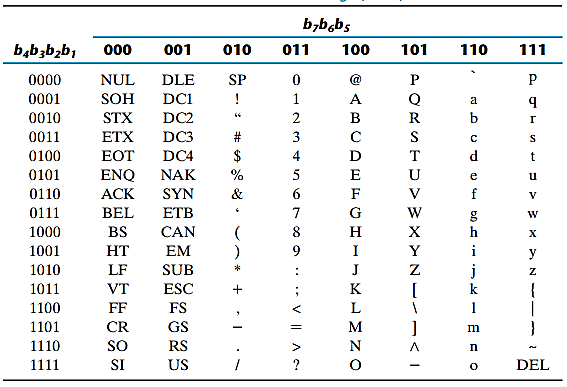 b₇b₆b₅
b₄b₃b₂b₁ 000 001 010 011 100 101 110 111
0000 NUL DLE SP 0 @ P ` p
0001 SOH DC1 ! 1 A Q a q
0010 STX DC2 “ 2 B R b r
0011 ETX DC3 # 3 C S c s
0100 EOT DC4 $ 4 D T d t
0101 ENQ NAK % 5 E U e u
0110 ACK SYN & 6 F V f v
0111 BEL ETB ‘ 7 G W g w
1000 BS CAN ( 8 H X h x
1001 HT EM ) 9 I Y i y
1010 LF SUB * : J Z j z
1011 VT ESC + ; K [ k {
1100 FF FS , < L \ l |
1101 CR GS − = M ] m }
1110 SO RS . > N ∧ n ~
1111 SI US / ? O − o DEL